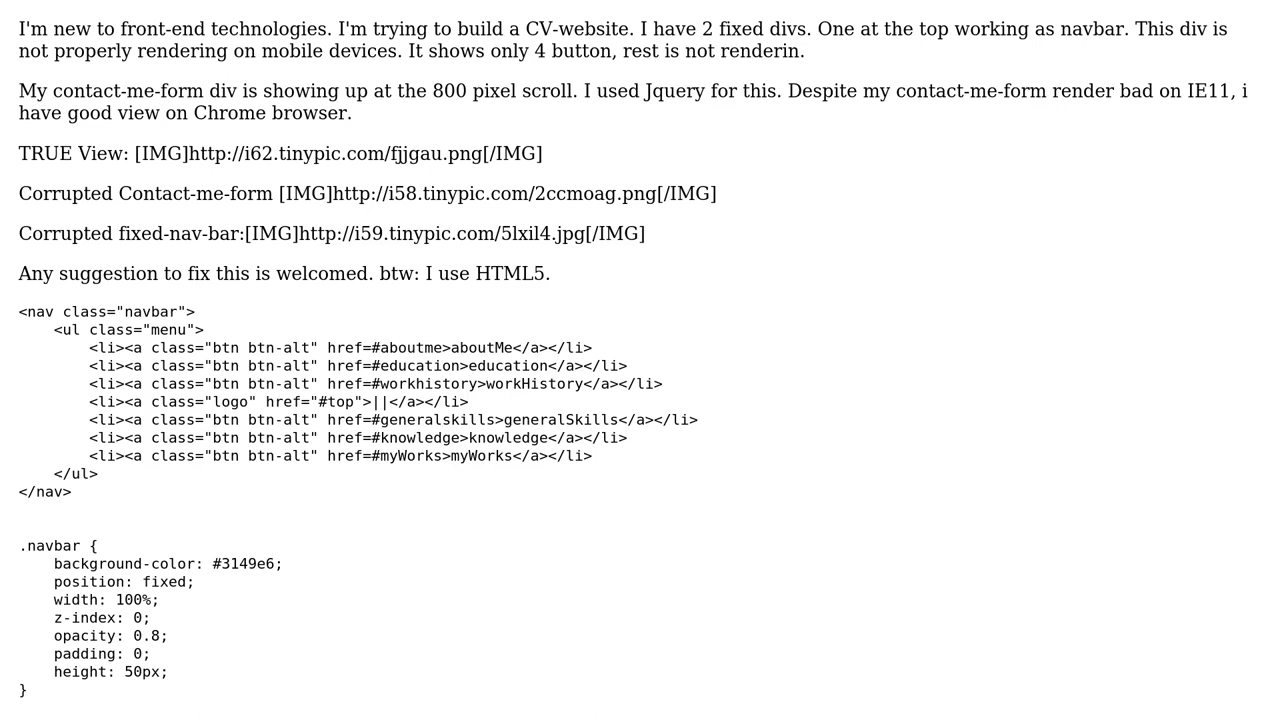 I'm new to front-end technologies. I'm trying to build a CV-website. I have 2 fixed divs. One at the top working as navbar. This div is
not properly rendering on mobile devices. It shows only 4 button, rest is not renderin.
My contact-me-form div is showing up at the 800 pixel scroll. I used Jquery for this. Despite my contact-me-form render bad on IE11, i
have good view on Chrome browser.
TRUE View: [IMG]http://i62.tinypic.com/fjjgau.png[/IMG]
Corrupted Contact-me-form [IMG]http://i58.tinypic.com/2ccmoag.png[/IMG]
Corrupted fixed-nav-bar:[IMG]http://i59.tinypic.com/5lxil4.jpg[/IMG]
Any suggestion to fix this is welcomed. btw: I use HTML5.
<nav class="navbar">
    <ul class="menu">
        <li><a class="btn btn-alt" href=#aboutme>aboutMe</a></li>
        <li><a class="btn btn-alt" href=#education>education</a></li>
        <li><a class="btn btn-alt" href=#workhistory>workHistory</a></li>
        <li><a class="logo" href="#top">||</a></li>
        <li><a class="btn btn-alt" href=#generalskills>generalSkills</a></li>
        <li><a class="btn btn-alt" href=#knowledge>knowledge</a></li>
        <li><a class="btn btn-alt" href=#myWorks>myWorks</a></li>
    </ul>
</nav>
.navbar {
    background-color: #3149e6;
    position: fixed;
    width: 100%;
    z-index: 0;
    opacity: 0.8;
    padding: 0;
    height: 50px;
}